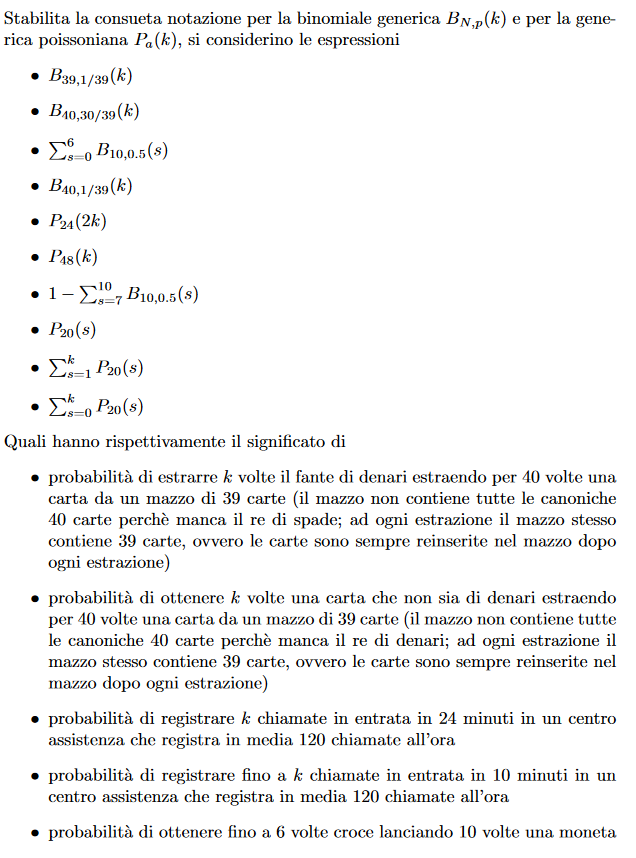 Stabilita la consueta notazione per la binomiale generica $B_{N,p}(k)$ e per la gene-
rica poissoniana $P_a(k)$, si considerino le espressioni
• $B_{39,1/39}(k)$
• $B_{40,30/39}(k)$
• $\sum_{s=0}^{6} B_{10,0.5}(s)$
• $B_{40,1/39}(k)$
• $P_{24}(2k)$
• $P_{48}(k)$
• $1 - \sum_{s=7}^{10} B_{10,0.5}(s)$
• $P_{20}(s)$
• $\sum_{s=1}^{k} P_{20}(s)$
• $\sum_{s=0}^{k} P_{20}(s)$
Quali hanno rispettivamente il significato di
• probabilità di estrarre $k$ volte il fante di denari estraendo per 40 volte una
carta da un mazzo di 39 carte (il mazzo non contiene tutte le canoniche
40 carte perchè manca il re di spade; ad ogni estrazione il mazzo stesso
contiene 39 carte, ovvero le carte sono sempre reinserite nel mazzo dopo
ogni estrazione)
• probabilità di ottenere $k$ volte una carta che non sia di denari estraendo
per 40 volte una carta da un mazzo di 39 carte (il mazzo non contiene tutte
le canoniche 40 carte perchè manca il re di denari; ad ogni estrazione il
mazzo stesso contiene 39 carte, ovvero le carte sono sempre reinserite nel
mazzo dopo ogni estrazione)
• probabilità di registrare $k$ chiamate in entrata in 24 minuti in un centro
assistenza che registra in media 120 chiamate all'ora
• probabilità di registrare fino a $k$ chiamate in entrata in 10 minuti in un
centro assistenza che registra in media 120 chiamate all'ora
• probabilità di ottenere fino a 6 volte croce lanciando 10 volte una moneta